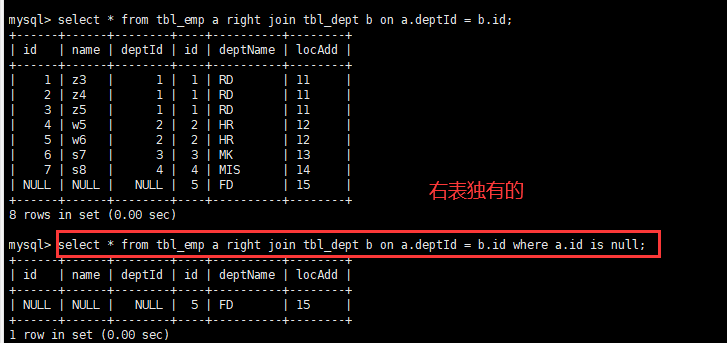 mysql> select * from tbl_emp a right join tbl_dept b on a.deptId = b.id;
+------+------+--------+----+----------+--------+
| id   | name | deptId | id | deptName | locAdd |
+------+------+--------+----+----------+--------+
|    1 | z3   |      1 |  1 | RD       | 11     |
|    2 | z4   |      1 |  1 | RD       | 11     |
|    3 | z5   |      1 |  1 | RD       | 11     |
|    4 | w5   |      2 |  2 | HR       | 12     |
|    5 | w6   |      2 |  2 | HR       | 12     |
|    6 | s7   |      3 |  3 | MK       | 13     |
|    7 | s8   |      4 |  4 | MIS      | 14     |
| NULL | NULL |   NULL |  5 | FD       | 15     |
+------+------+--------+----+----------+--------+
右表独有的
8 rows in set (0.00 sec)
mysql> select * from tbl_emp a right join tbl_dept b on a.deptId = b.id where a.id is null;
+------+------+--------+----+----------+--------+
| id   | name | deptId | id | deptName | locAdd |
+------+------+--------+----+----------+--------+
| NULL | NULL |   NULL |  5 | FD       | 15     |
+------+------+--------+----+----------+--------+
1 row in set (0.00 sec)